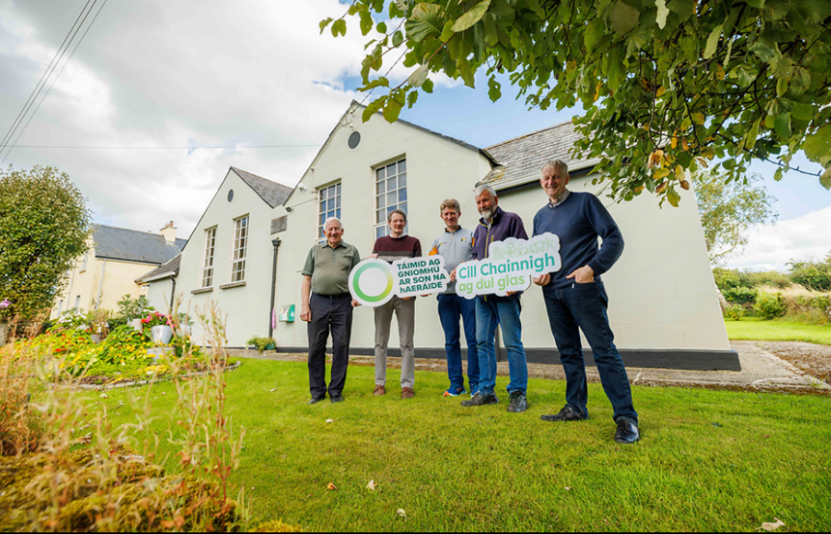 TÁIMID AG
GNÍOMHÚ
AR SON NA
hAERÁIDE.
Cill Chainnigh
ag dul glas